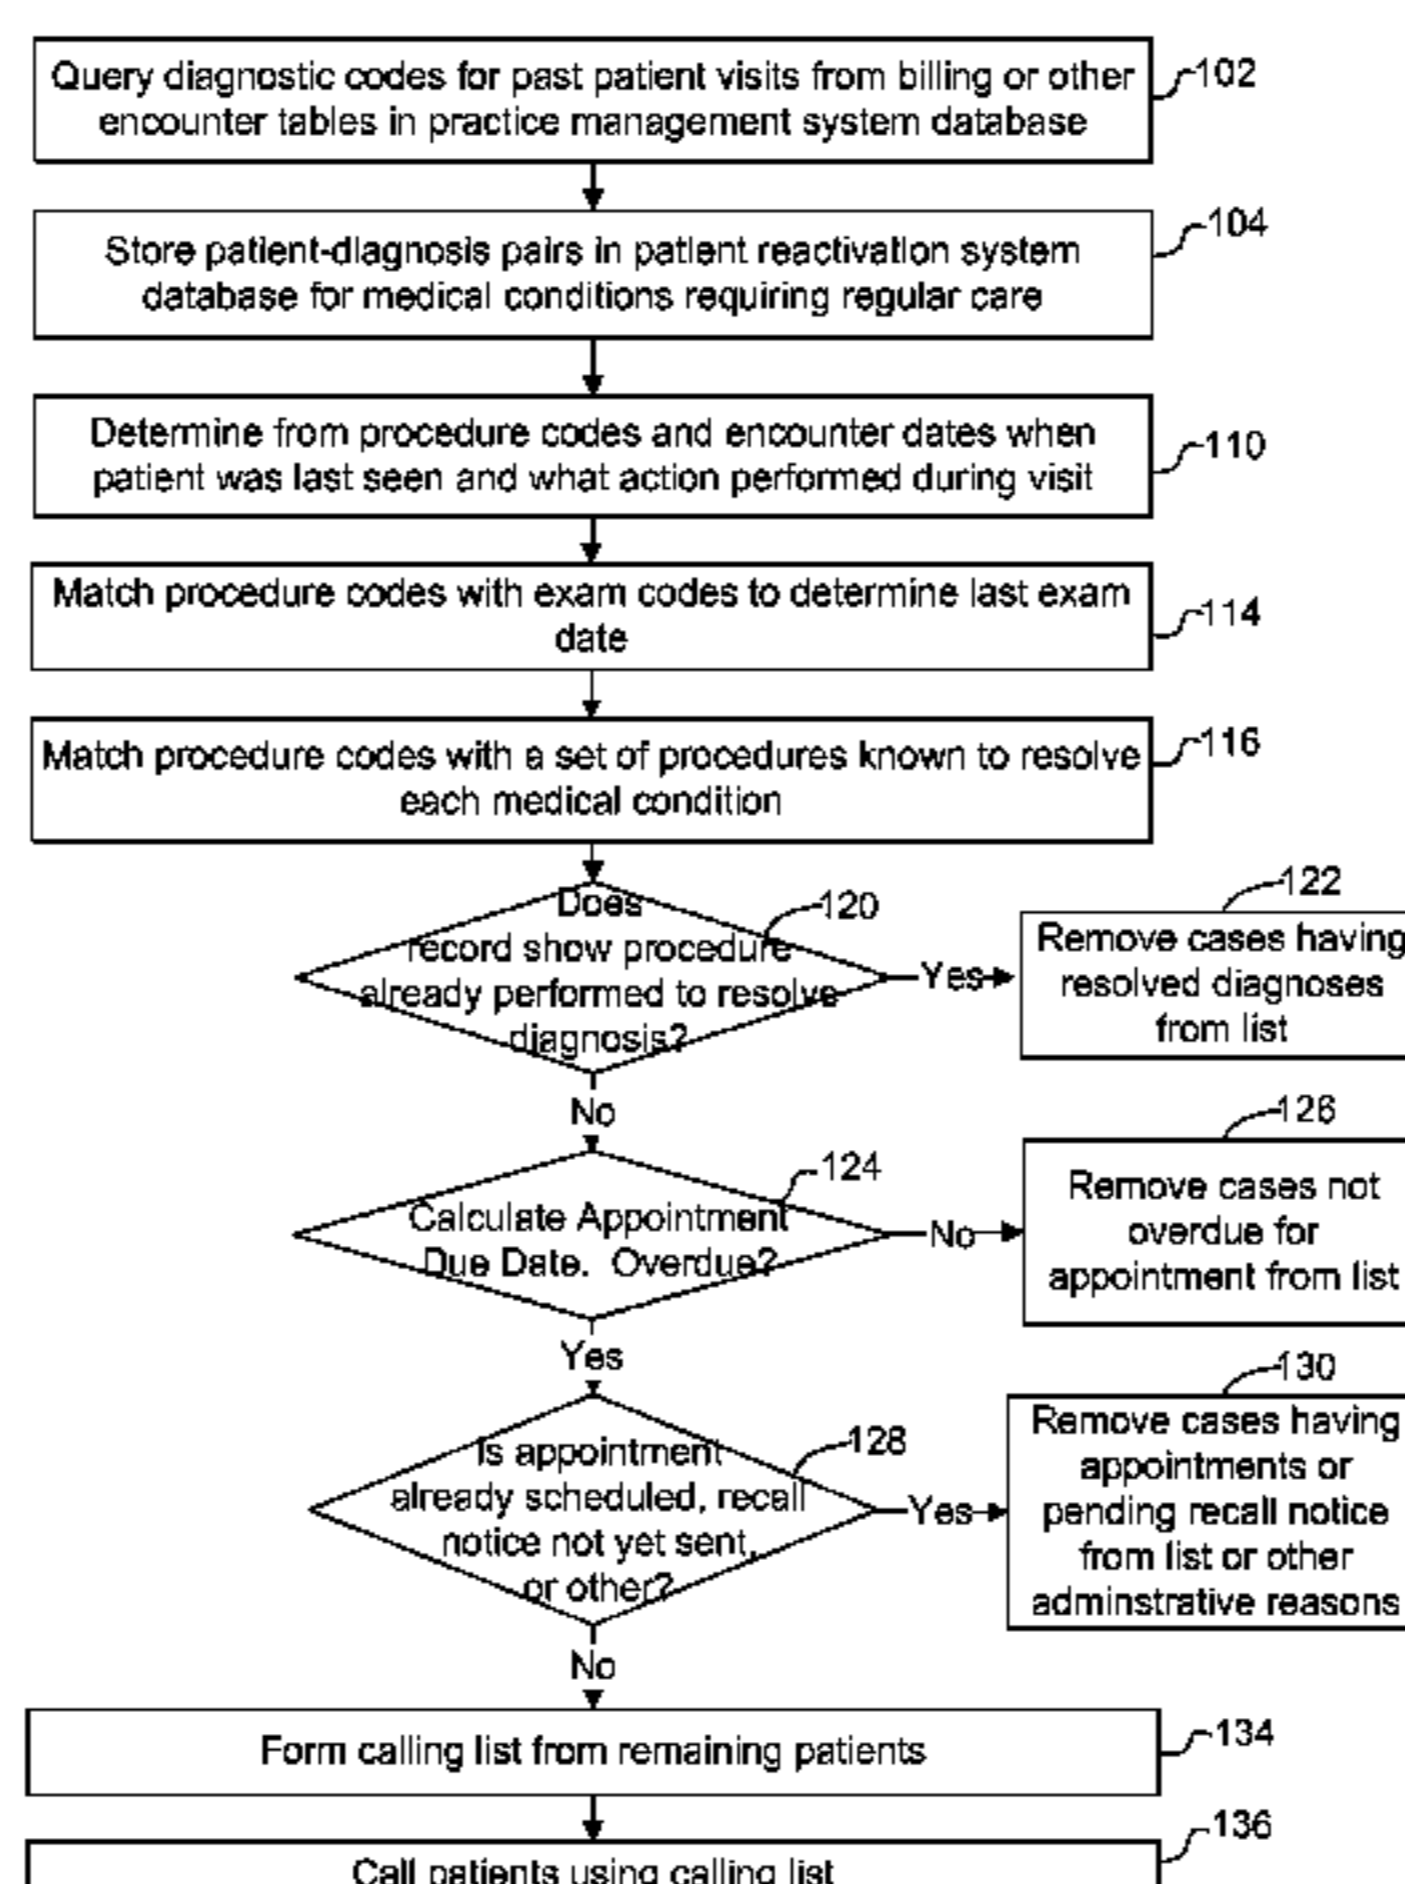 Query diagnostic codes for past patient visits from billing or other
encounter tables in practice management system database
102
Store patient-diagnosis pairs in patient reactivation system
database for medical conditions requiring regular care
104
Determine from procedure codes and encounter dates when
patient was last seen and what action performed during visit
110
Match procedure codes with exam codes to determine last exam
date
114
Match procedure codes with a set of procedures known to resolve
each medical condition
116
Does
record show procedure
already performed to resolve
diagnosis?
120
Yes
122
Remove cases having
resolved diagnoses
from list
No
Calculate Appointment
Due Date. Overdue?
124
No
126
Remove cases not
overdue for
appointment from list
Yes
Is appointment
already scheduled, recall
notice not yet sent,
or other?
128
Yes
130
Remove cases having
appointments or
pending recall notice
from list or other
adminstrative reasons
No
Form calling list from remaining patients
134
Call patients using calling list
136